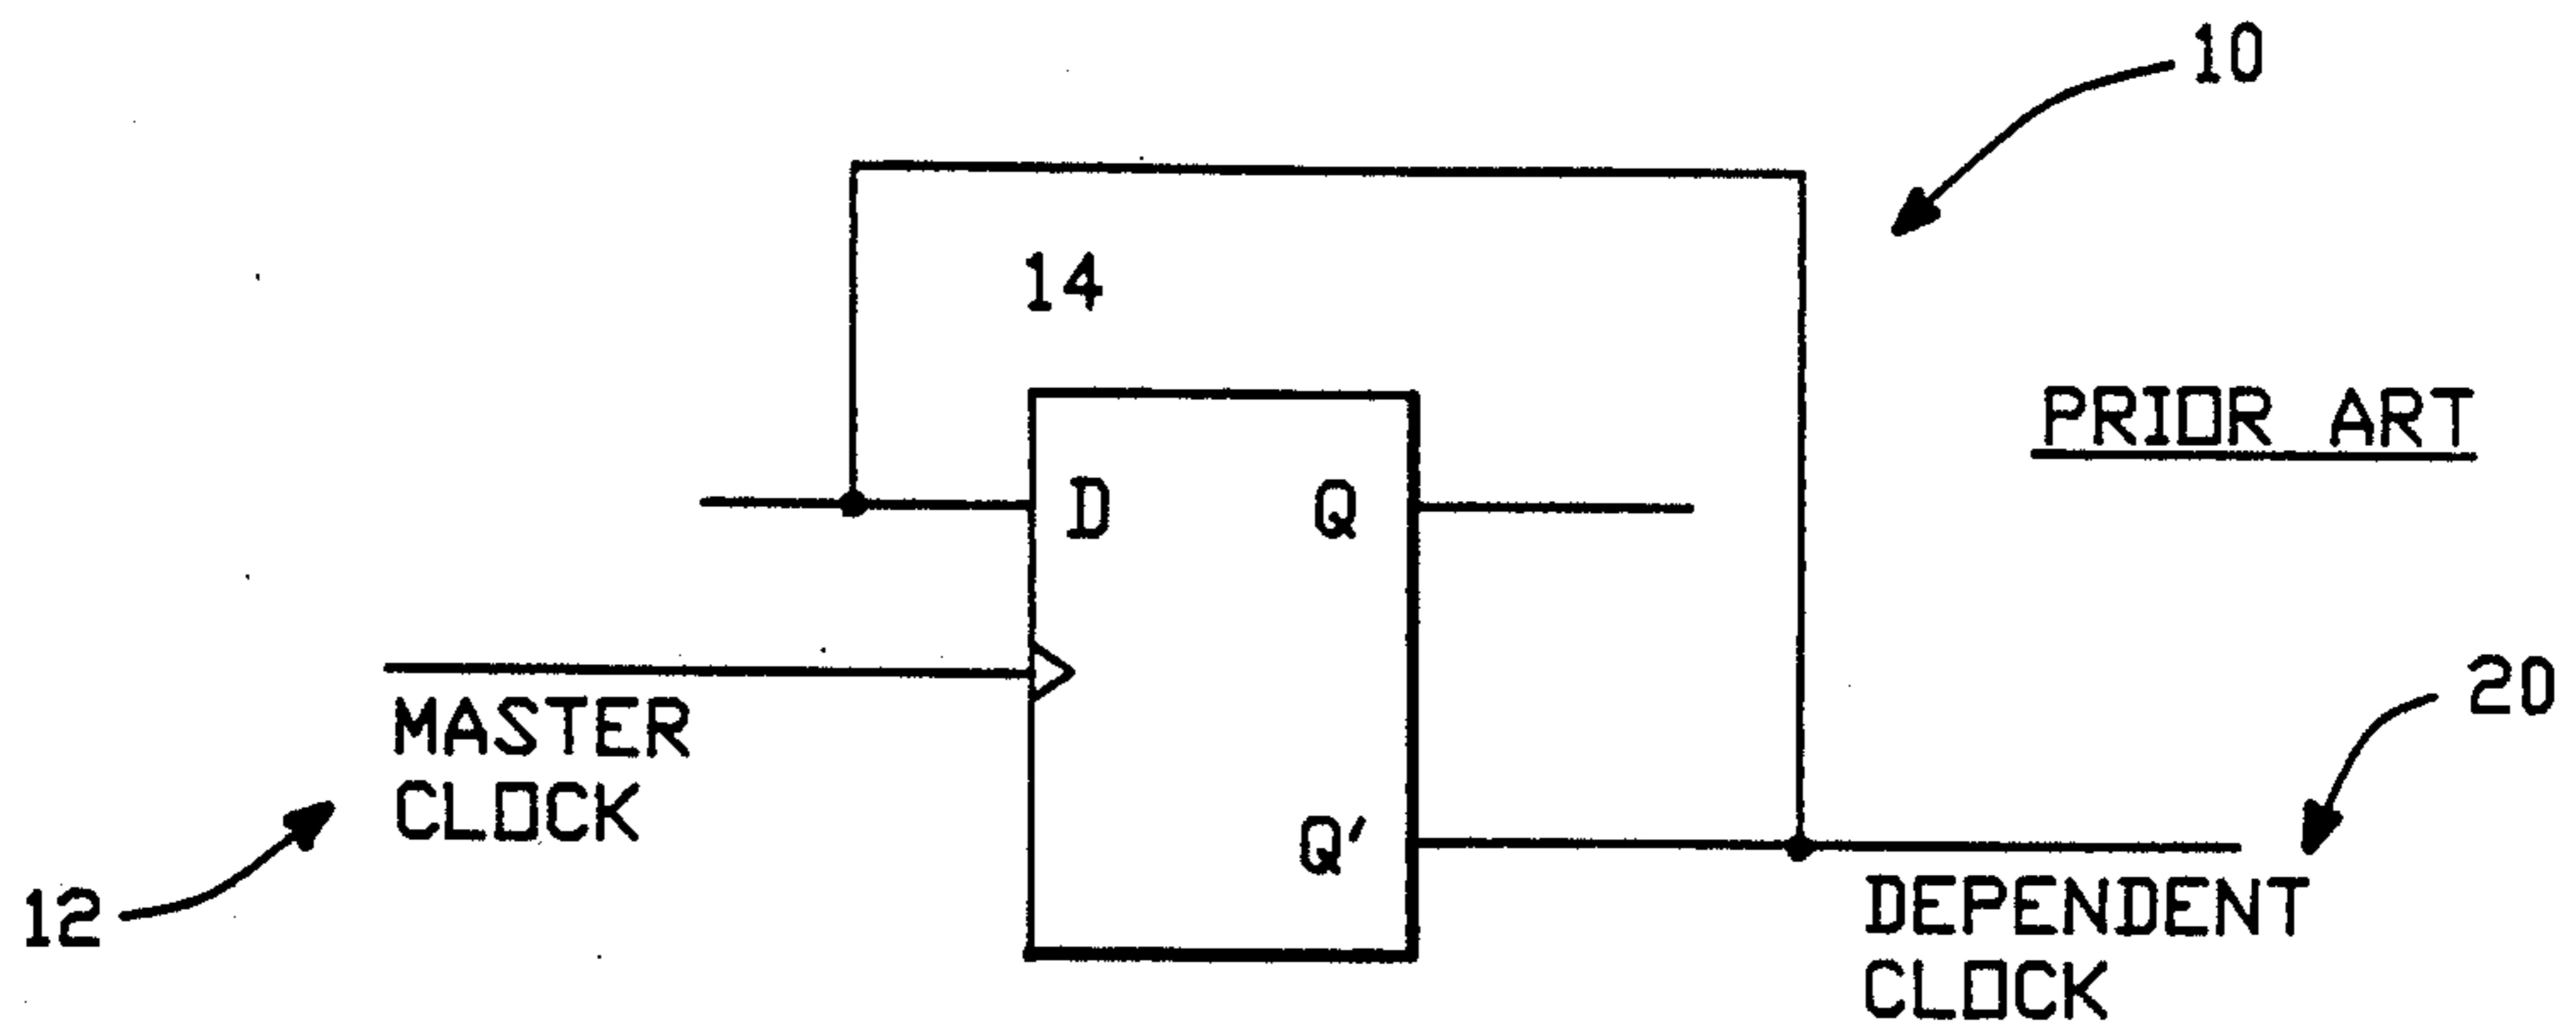 10
14
PRIOR ART
D
Q
MASTER
CLOCK
20
Q'
12
DEPENDENT
CLOCK